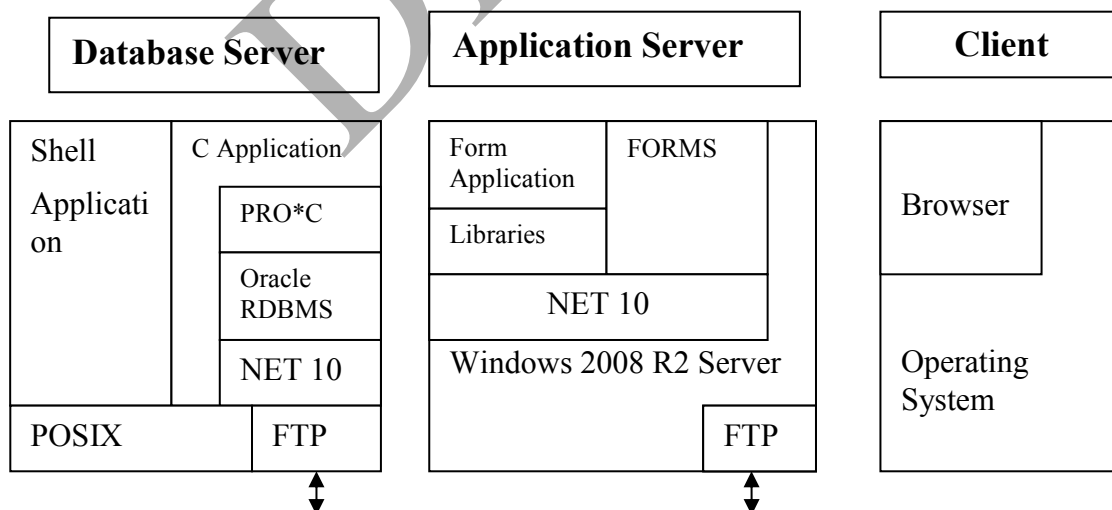 Database Server
Application Server
Client
Shell
Applicati
on
C Application
PRO*C
Oracle
RDBMS
NET 10
POSIX
FTP
Form
Application
Libraries
FORMS
NET 10
Windows 2008 R2 Server
FTP
Browser
Operating
System